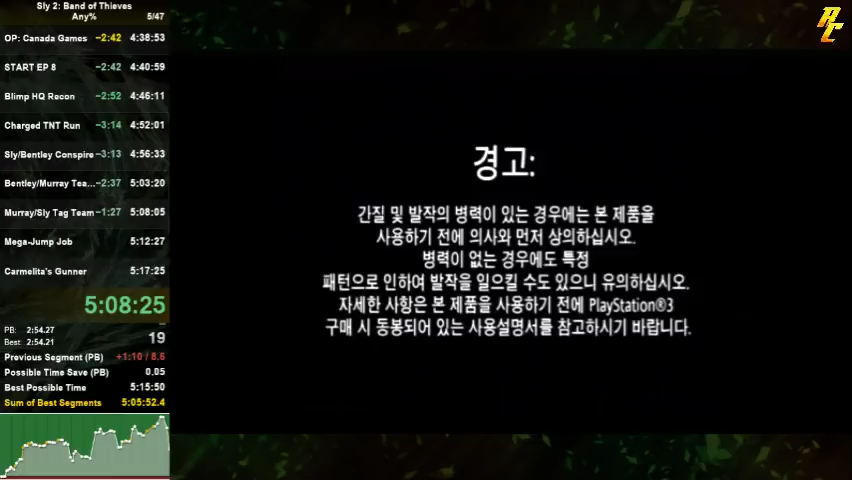 Sly 2: Band of Thieves
Any% 5/47
OP: Canada Games -2:42 4:38:53
START EP 8 -2:42 4:40:59
Blimp HQ Recon -2:52 4:46:11
Charged TNT Run -3:14 4:52:01
Sly/Bentley Conspire -3:13 4:56:33
Bentley/Murray Tea... -2:37 5:03:20
Murray/Sly Tag Team -1:27 5:08:05
Mega-Jump Job 5:12:27
Carmelita's Gunner 5:17:25
5:08:25
PB: 2:54.27
Best: 2:54.21
19
Previous Segment (PB) +1:10 / 8.6
Possible Time Save (PB) 0.05
Best Possible Time 5:15:50
Sum of Best Segments 5:05:52.4
경고:
간질 및 발작의 병력이 있는 경우에는 본 제품을
사용하기 전에 의사와 먼저 상의하십시오.
병력이 없는 경우에도 특정
패턴으로 인하여 발작을 일으킬 수도 있으니 유의하십시오.
자세한 사항은 본 제품을 사용하기 전에 PlayStation®3
구매 시 동봉되어 있는 사용설명서를 참고하시기 바랍니다.